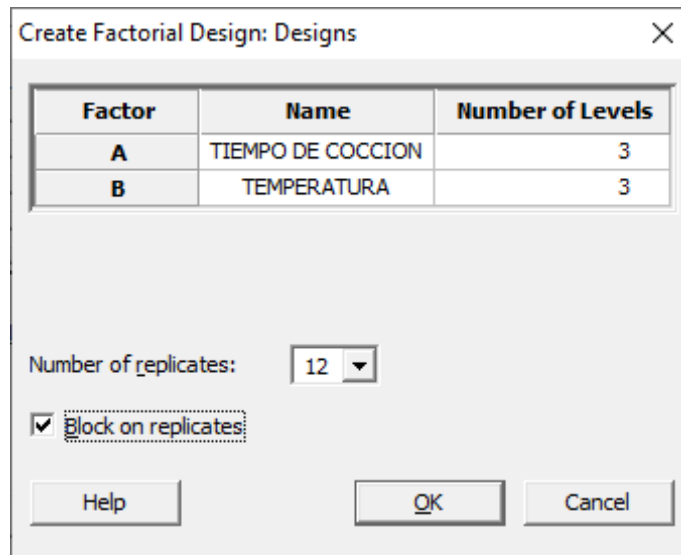 Create Factorial Design: Designs
Factor Name Number of Levels
A TIEMPO DE COCCION 3
B TEMPERATURA 3
Number of replicates: 12
Block on replicates
Help OK Cancel